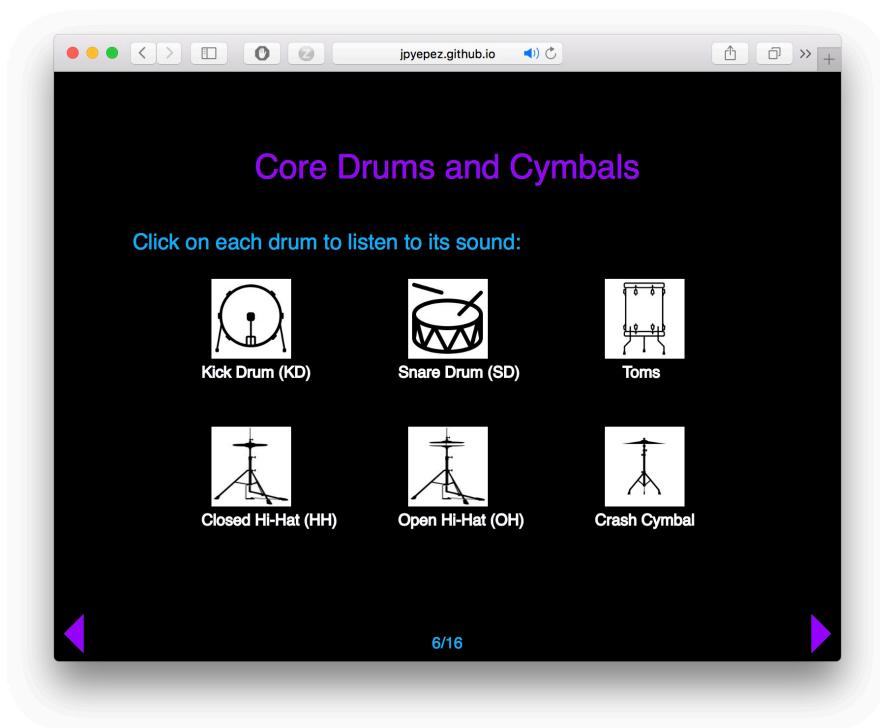 jpyepez.github.io
Core Drums and Cymbals
Click on each drum to listen to its sound:
Kick Drum (KD)
Snare Drum (SD)
Toms
Closed Hi-Hat (HH)
Open Hi-Hat (OH)
Crash Cymbal
6/16